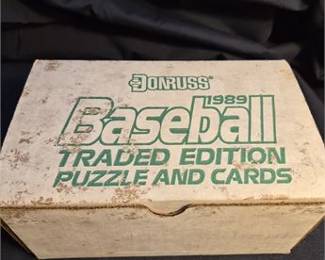 DONRUSS
1989
Baseball
TRADED EDITION
PUZZLE AND CARDS